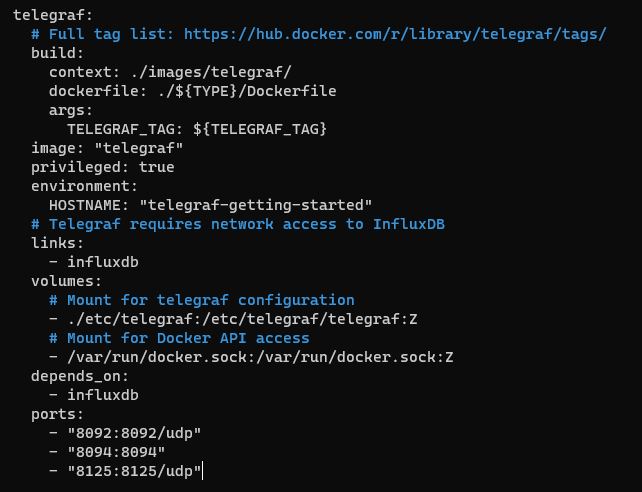 telegraf:
  # Full tag list: https://hub.docker.com/r/library/telegraf/tags/
  build:
    context: ./images/telegraf/
    dockerfile: ./${TYPE}/Dockerfile
    args:
      TELEGRAF_TAG: ${TELEGRAF_TAG}
  image: "telegraf"
  privileged: true
  environment:
    HOSTNAME: "telegraf-getting-started"
  # Telegraf requires network access to InfluxDB
  links:
    - influxdb
  volumes:
    # Mount for telegraf configuration
    - ./etc/telegraf:/etc/telegraf/telegraf:Z
    # Mount for Docker API access
    - /var/run/docker.sock:/var/run/docker.sock:Z
  depends_on:
    - influxdb
  ports:
    - "8092:8092/udp"
    - "8094:8094"
    - "8125:8125/udp"